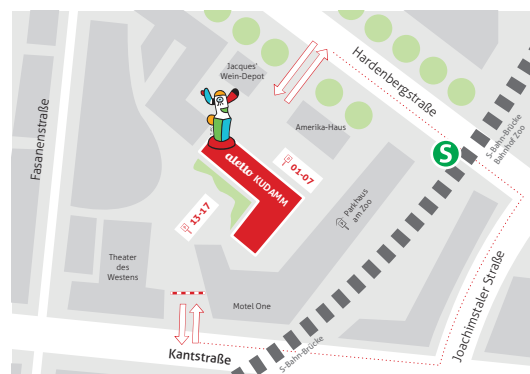 Jacques'
Wein-Depot
Hardenbergstraße
Amerika-Haus
Fasanenstraße
S
S-Bahn-Brücke
Bahnhof Zoo
aletto KUDAMM
01-07
13-17
Parkhaus
am Zoo
Theater
des
Westens
Motel One
Joachimstaler Straße
Kantstraße
S-Bahn-Brücke